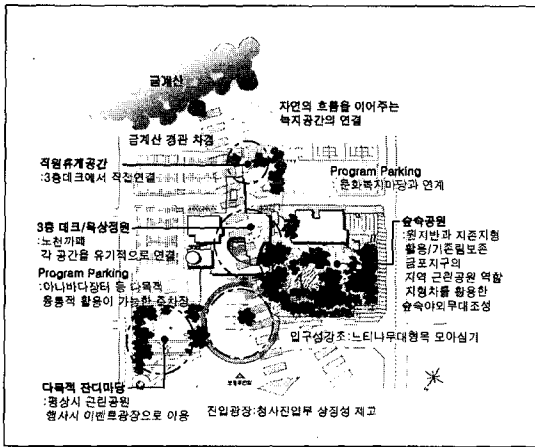 금계산
자연의 흐름을 이어주는
녹지공간의 연결
금계산 경관 차경
직원휴게공간
:3층데크에서 직접연결
Program Parking
:문화복지마당과 연계
3층 데크/옥상정원
:노천까페
각 공간을 유기적으로 연결
숲속공원
:원지반과 지존지형
활용/기존림보존
금포지구의
지역 근린공원 역할
지형차를 활용한
숲속야외무대조성
Program Parking
:아나바다장터 등 다목적
융통적 활용이 가능한 주차장
입구성강조:느티나무대형목 모아심기
다목적 잔디마당
:평상시 근린공원
행사시 이벤트광장으로 이용
진입광장:청사진입부 상징성 제고